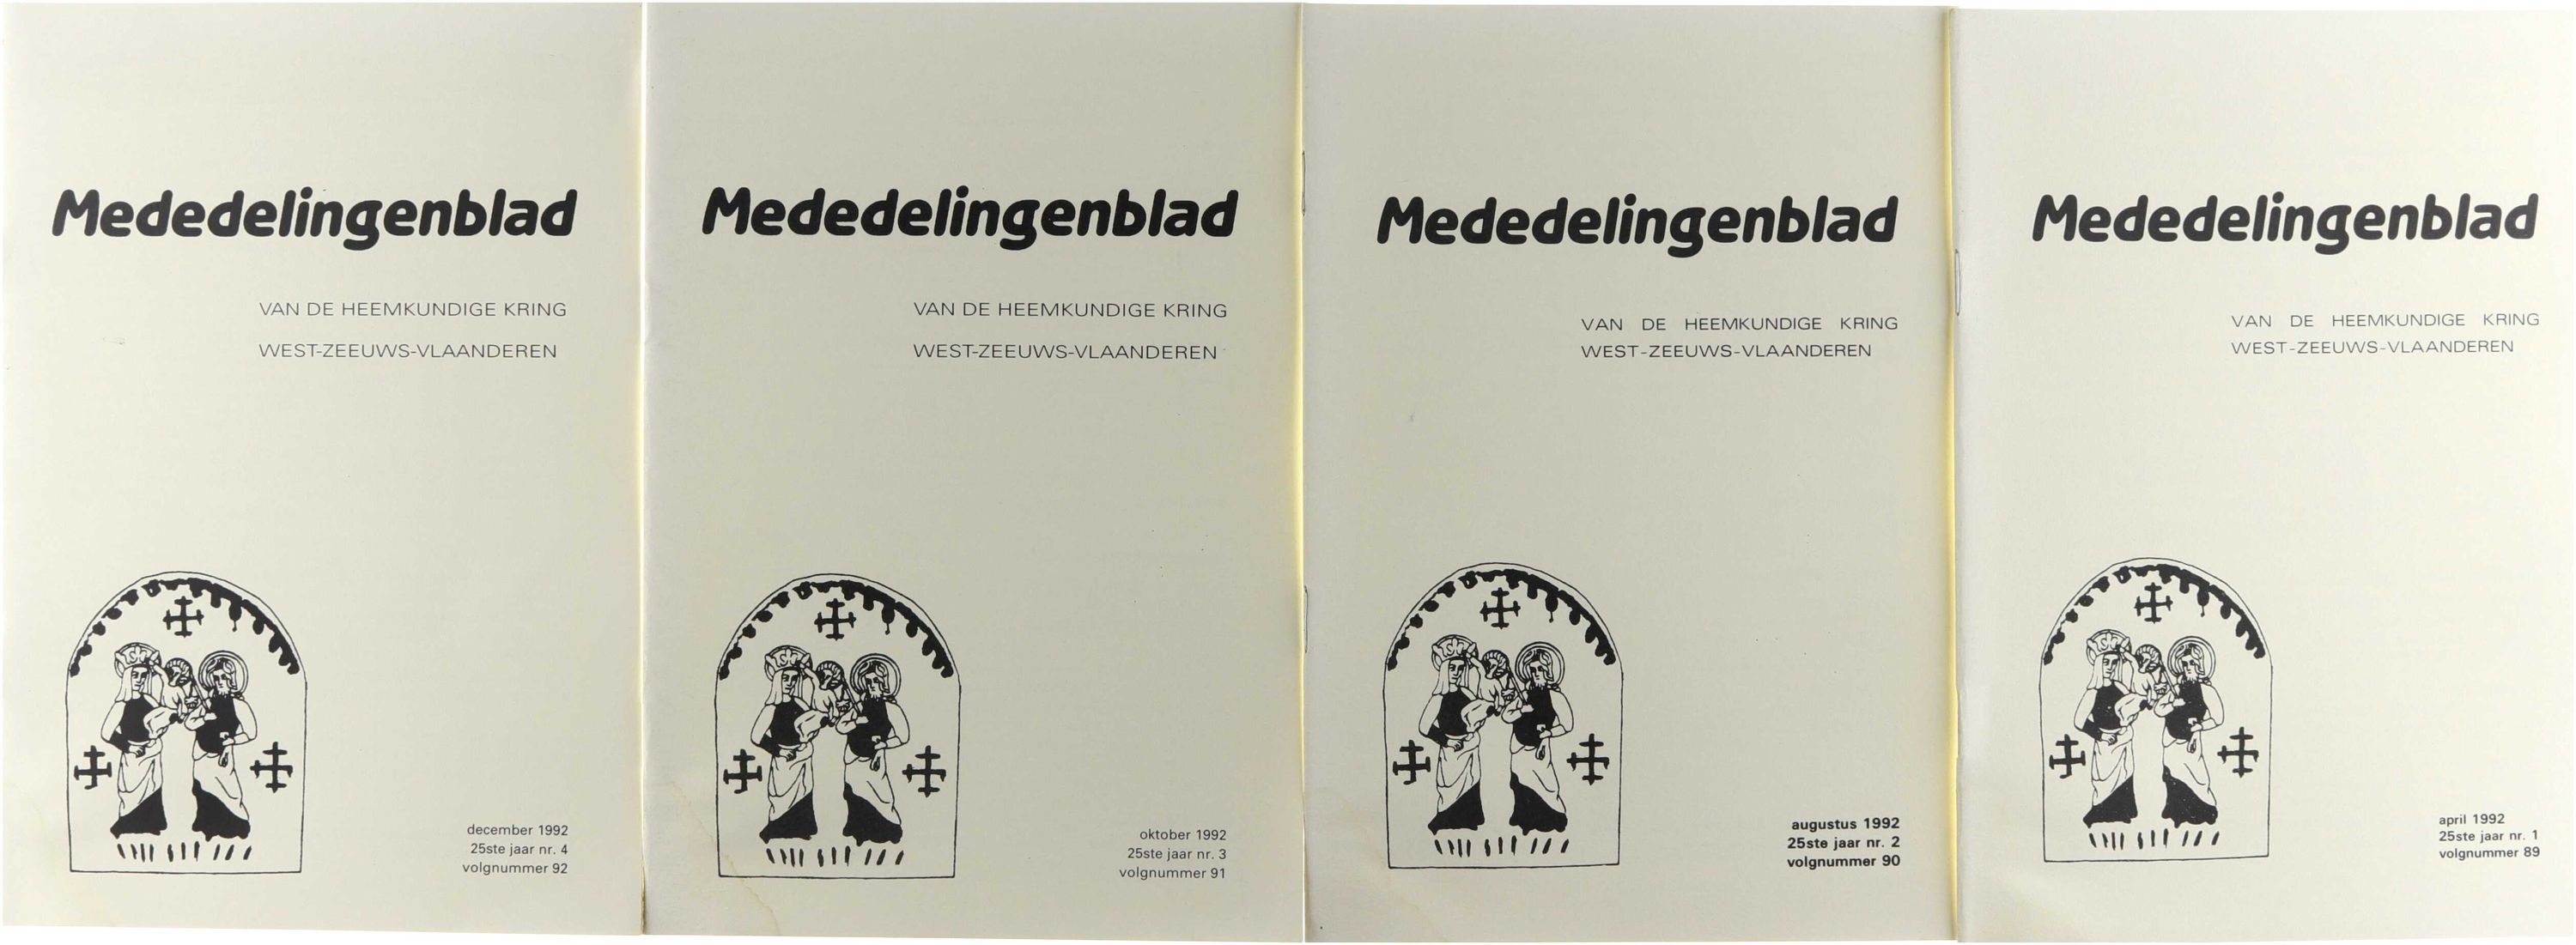 Mededelingenblad
VAN DE HEEMKUNDIGE KRING
WEST-ZEEUWS-VLAANDEREN
december 1992
25ste jaar nr. 4
volgnummer 92
Mededelingenblad
VAN DE HEEMKUNDIGE KRING
WEST-ZEEUWS-VLAANDEREN
oktober 1992
25ste jaar nr. 3
volgnummer 91
Mededelingenblad
VAN DE HEEMKUNDIGE KRING
WEST-ZEEUWS-VLAANDEREN
augustus 1992
25ste jaar nr. 2
volgnummer 90
Mededelingenblad
VAN DE HEEMKUNDIGE KRING
WEST-ZEEUWS-VLAANDEREN
april 1992
25ste jaar nr. 1
volgnummer 89